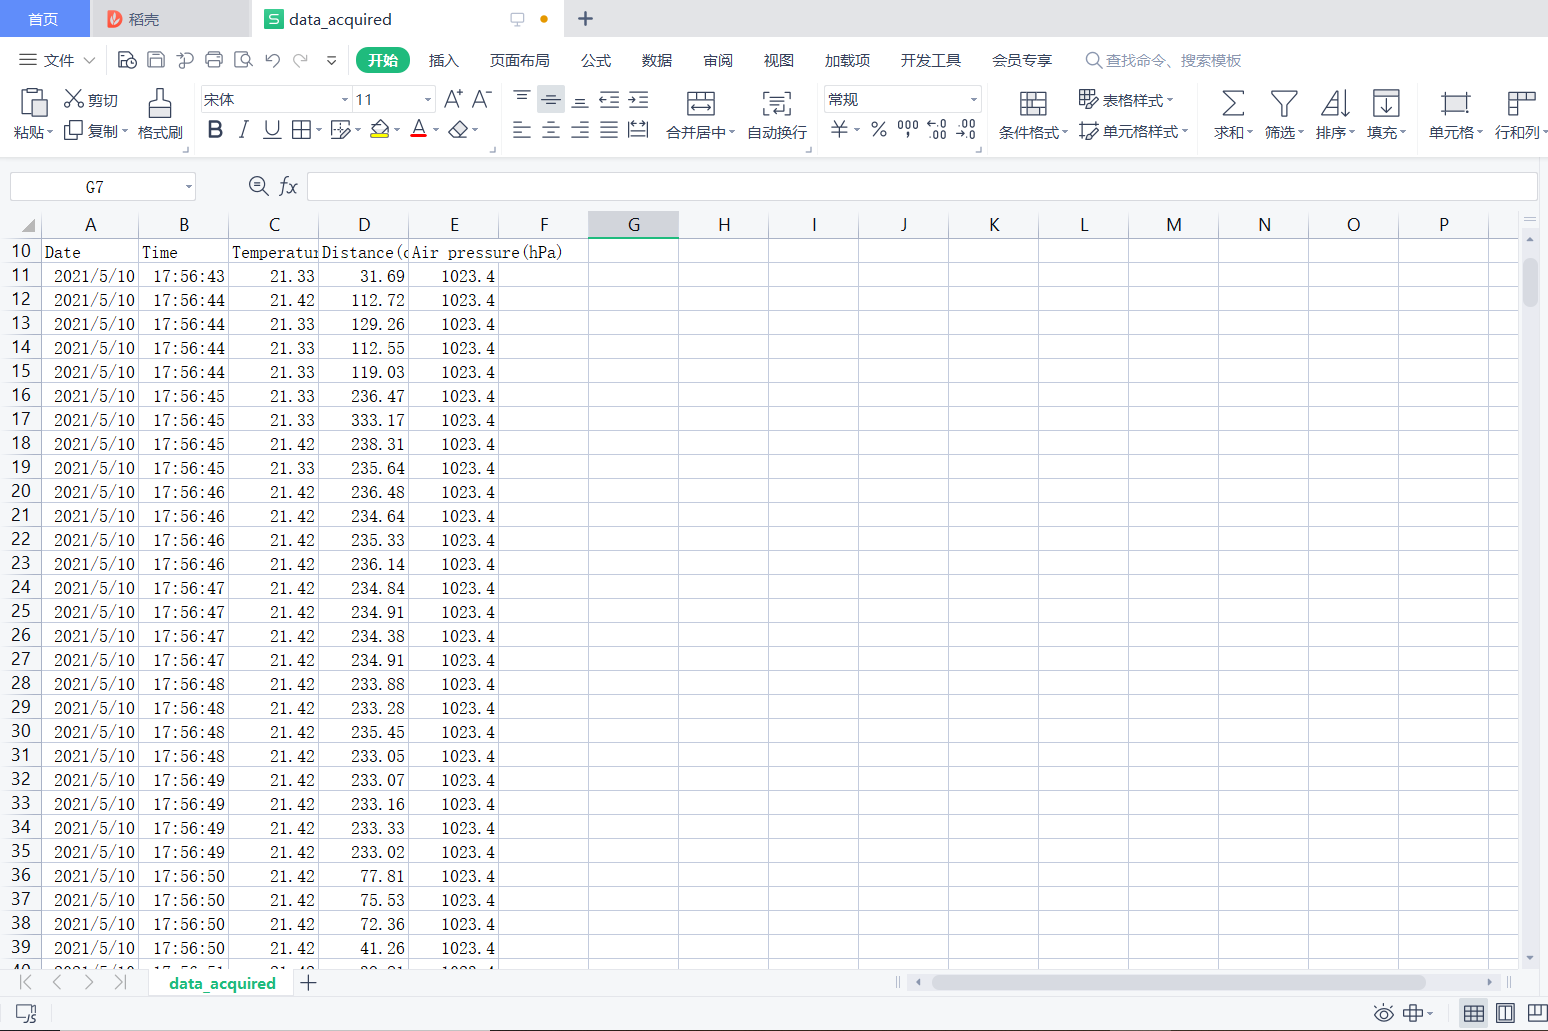 首页 稻壳 data_acquired
文件 开始 插入 页面布局 公式 数据 审阅 视图 加载项 开发工具 会员专享 查找命令、搜索模板
剪切 宋体 11 A+ A- 常规 表格样式
粘贴 复制 格式刷 B I U A 合并居中 自动换行 ¥ % 000 条件格式 单元格样式 求和 筛选 排序 填充 单元格 行和列
G7 fx
A B C D E F G H I J K L M N O P
10 Date Time Temperatur Distance(c Air pressure(hPa)
11 2021/5/10 17:56:43 21.33 31.69 1023.4
12 2021/5/10 17:56:44 21.42 112.72 1023.4
13 2021/5/10 17:56:44 21.33 129.26 1023.4
14 2021/5/10 17:56:44 21.33 112.55 1023.4
15 2021/5/10 17:56:44 21.33 119.03 1023.4
16 2021/5/10 17:56:45 21.33 236.47 1023.4
17 2021/5/10 17:56:45 21.33 333.17 1023.4
18 2021/5/10 17:56:45 21.42 238.31 1023.4
19 2021/5/10 17:56:45 21.33 235.64 1023.4
20 2021/5/10 17:56:46 21.42 236.48 1023.4
21 2021/5/10 17:56:46 21.42 234.64 1023.4
22 2021/5/10 17:56:46 21.42 235.33 1023.4
23 2021/5/10 17:56:46 21.42 236.14 1023.4
24 2021/5/10 17:56:47 21.42 234.84 1023.4
25 2021/5/10 17:56:47 21.42 234.91 1023.4
26 2021/5/10 17:56:47 21.42 234.38 1023.4
27 2021/5/10 17:56:47 21.42 234.91 1023.4
28 2021/5/10 17:56:48 21.42 233.88 1023.4
29 2021/5/10 17:56:48 21.42 233.28 1023.4
30 2021/5/10 17:56:48 21.42 235.45 1023.4
31 2021/5/10 17:56:48 21.42 233.05 1023.4
32 2021/5/10 17:56:49 21.42 233.07 1023.4
33 2021/5/10 17:56:49 21.42 233.16 1023.4
34 2021/5/10 17:56:49 21.42 233.33 1023.4
35 2021/5/10 17:56:49 21.42 233.02 1023.4
36 2021/5/10 17:56:50 21.42 77.81 1023.4
37 2021/5/10 17:56:50 21.42 75.53 1023.4
38 2021/5/10 17:56:50 21.42 72.36 1023.4
39 2021/5/10 17:56:50 21.42 41.26 1023.4
data_acquired